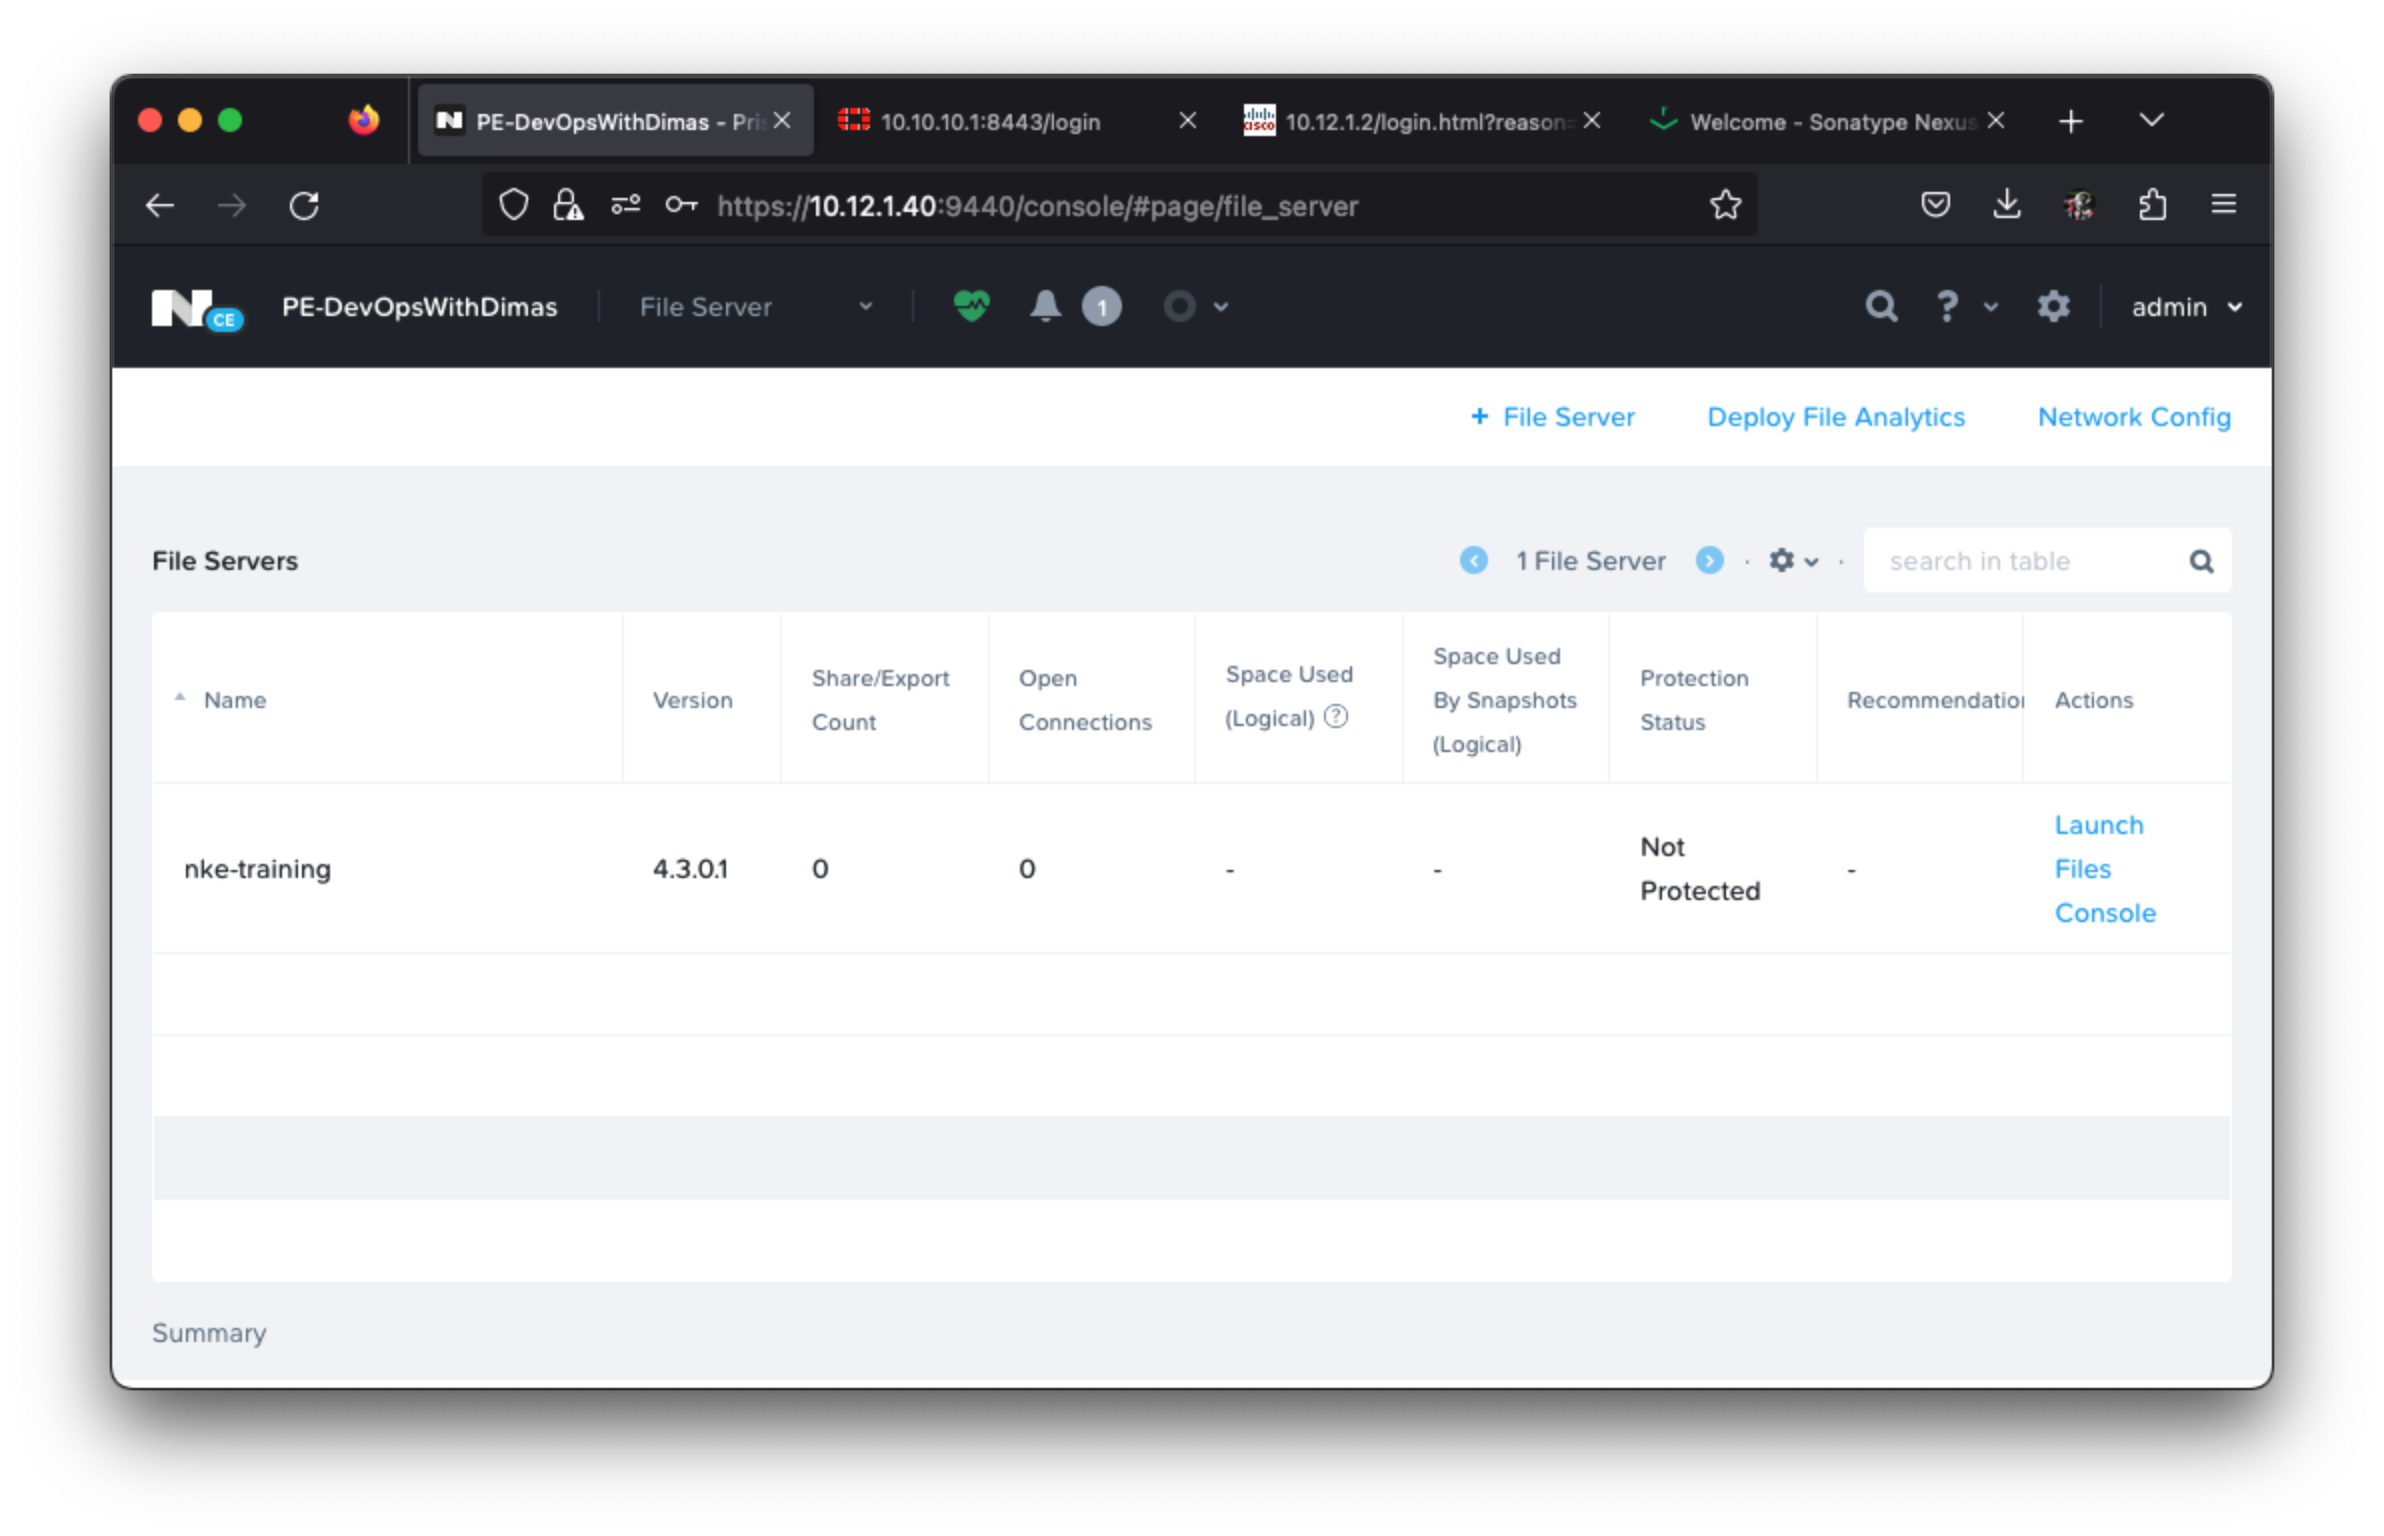 PE-DevOpsWithDimas - Pris
10.10.10.1:8443/login
10.12.1.2/login.html?reason=
Welcome - Sonatype Nexus
https://10.12.1.40:9440/console/#page/file_server
N CE
PE-DevOpsWithDimas
File Server
1
?
admin
+ File Server
Deploy File Analytics
Network Config
File Servers
1 File Server
search in table
Name
Version
Share/Export
Count
Open
Connections
Space Used
(Logical) ?
Space Used
By Snapshots
(Logical)
Protection
Status
Recommendation
Actions
nke-training
4.3.0.1
0
0
-
-
Not
Protected
-
Launch
Files
Console
Summary